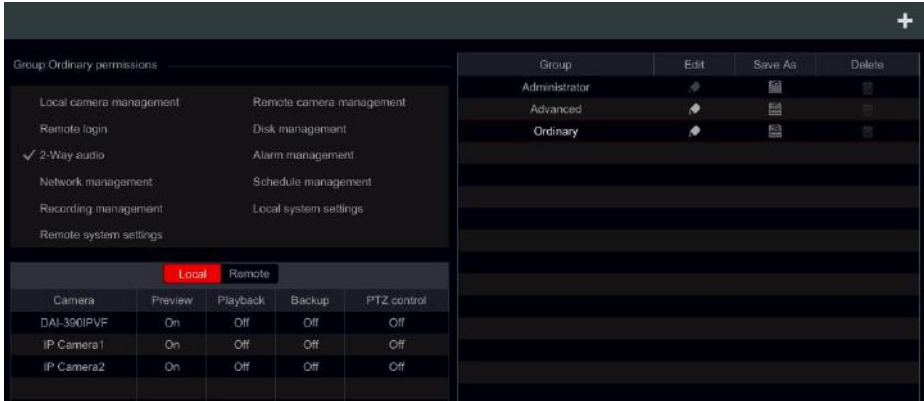 Group:Ordinary permissions
Local camera management Remote camera management
Remote login Disk management
2-Way audio Alarm management
Network management Schedule management
Recording management Local system settings
Remote system settings
Local Remote
Camera Preview Playback Backup PTZ control
DAI-390IPVF On Off Off Off
IP Camera1 On Off Off Off
IP Camera2 On Off Off Off
Group Edit Save As Delete
Administrator
Advanced
Ordinary